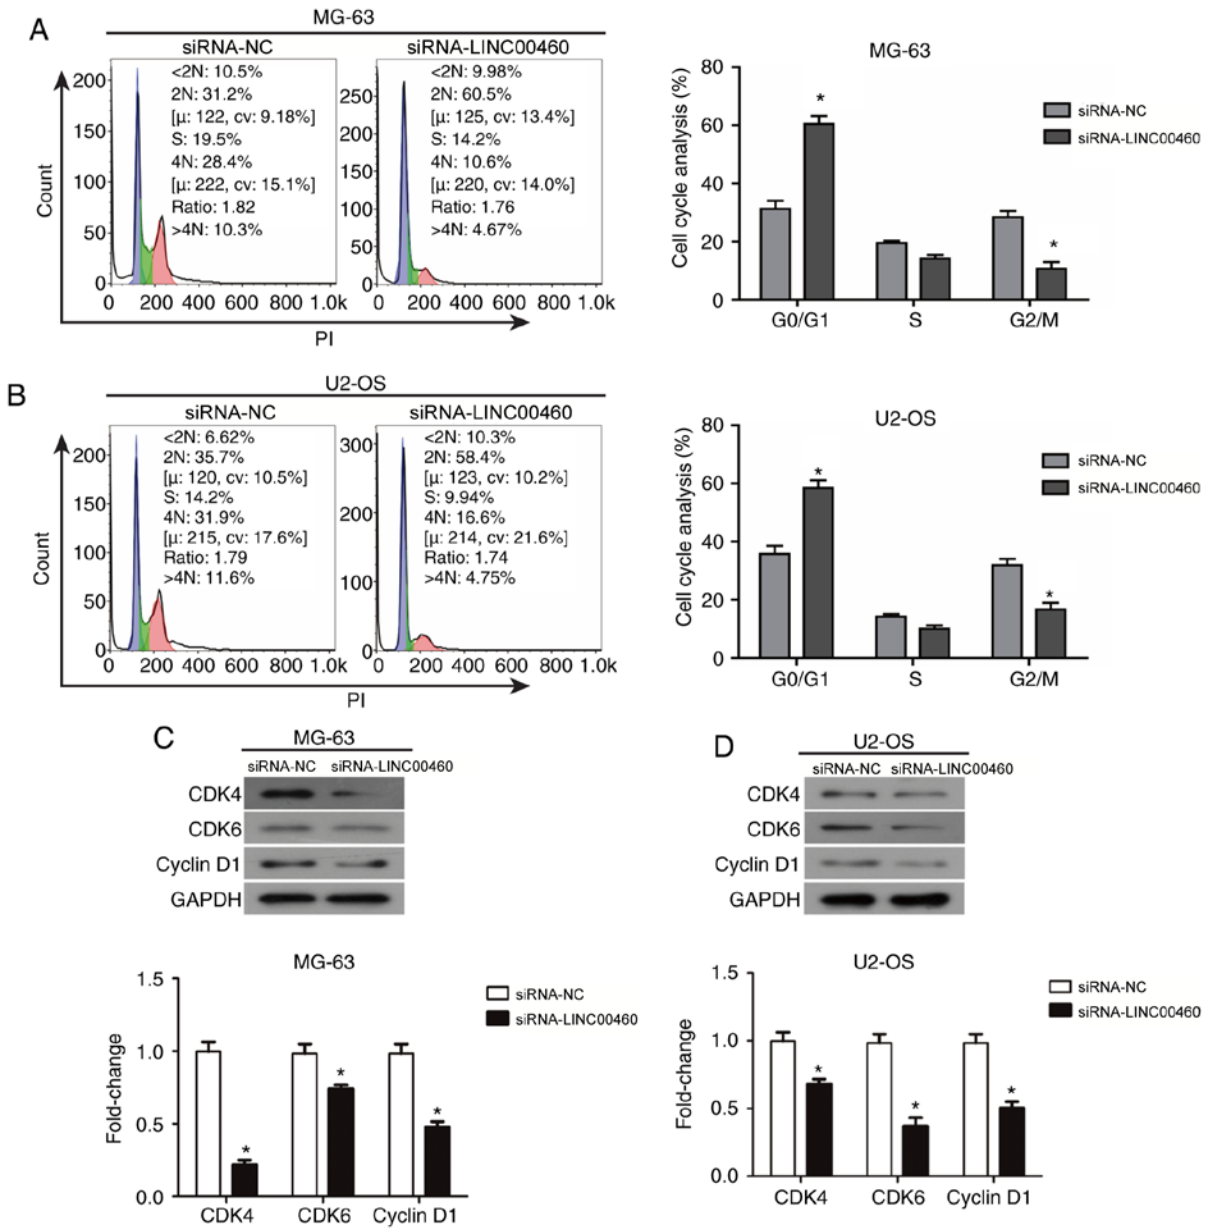 A
MG-63
siRNA-NC
siRNA-LINC00460
<2N: 10.5%
2N: 31.2%
[μ: 122, cv: 9.18%]
S: 19.5%
4N: 28.4%
[μ: 222, cv: 15.1%]
Ratio: 1.82
>4N: 10.3%
200
150
100
50
0
0 200 400 600 800 1.0k
<2N: 9.98%
2N: 60.5%
[μ: 125, cv: 13.4%]
S: 14.2%
4N: 10.6%
[μ: 220, cv: 14.0%]
Ratio: 1.76
>4N: 4.67%
250
200
150
100
50
0
0 200 400 600 800 1.0k
Count
PI
MG-63
Cell cycle analysis (%)
80
60
40
20
0
*
*
G0/G1 S G2/M
siRNA-NC
siRNA-LINC00460
B
U2-OS
siRNA-NC
siRNA-LINC00460
<2N: 6.62%
2N: 35.7%
[μ: 120, cv: 10.5%]
S: 14.2%
4N: 31.9%
[μ: 215, cv: 17.6%]
Ratio: 1.79
>4N: 11.6%
200
150
100
50
0
0 200 400 600 800 1.0k
<2N: 10.3%
2N: 58.4%
[μ: 123, cv: 10.2%]
S: 9.94%
4N: 16.6%
[μ: 214, cv: 21.6%]
Ratio: 1.74
>4N: 4.75%
300
200
100
0
0 200 400 600 800 1.0k
Count
PI
U2-OS
Cell cycle analysis (%)
80
60
40
20
0
*
*
G0/G1 S G2/M
siRNA-NC
siRNA-LINC00460
C
MG-63
siRNA-NC siRNA-LINC00460
CDK4
CDK6
Cyclin D1
GAPDH
D
U2-OS
siRNA-NC siRNA-LINC00460
CDK4
CDK6
Cyclin D1
GAPDH
MG-63
Fold-change
1.5
1.0
0.5
0.0
*
*
*
CDK4 CDK6 Cyclin D1
siRNA-NC
siRNA-LINC00460
U2-OS
Fold-change
1.5
1.0
0.5
0.0
*
*
*
CDK4 CDK6 Cyclin D1
siRNA-NC
siRNA-LINC00460